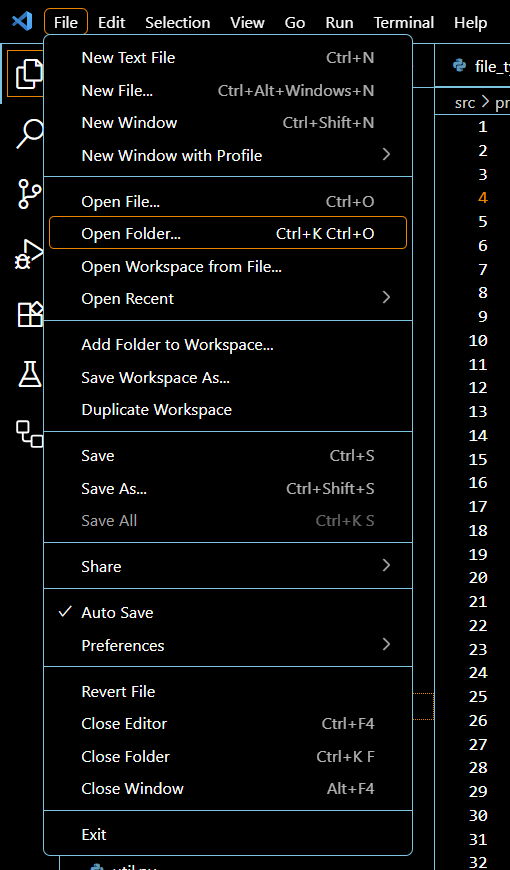 File Edit Selection View Go Run Terminal Help
New Text File Ctrl+N
New File... Ctrl+Alt+Windows+N
New Window Ctrl+Shift+N
New Window with Profile
Open File... Ctrl+O
Open Folder... Ctrl+K Ctrl+O
Open Workspace from File...
Open Recent
Add Folder to Workspace...
Save Workspace As...
Duplicate Workspace
Save Ctrl+S
Save As... Ctrl+Shift+S
Save All Ctrl+K S
Share
Auto Save
Preferences
Revert File
Close Editor Ctrl+F4
Close Folder Ctrl+K F
Close Window Alt+F4
Exit
file_ty
src > pr
1
2
3
4
5
6
7
8
9
10
11
12
13
14
15
16
17
18
19
20
21
22
23
24
25
26
27
28
29
30
31
32